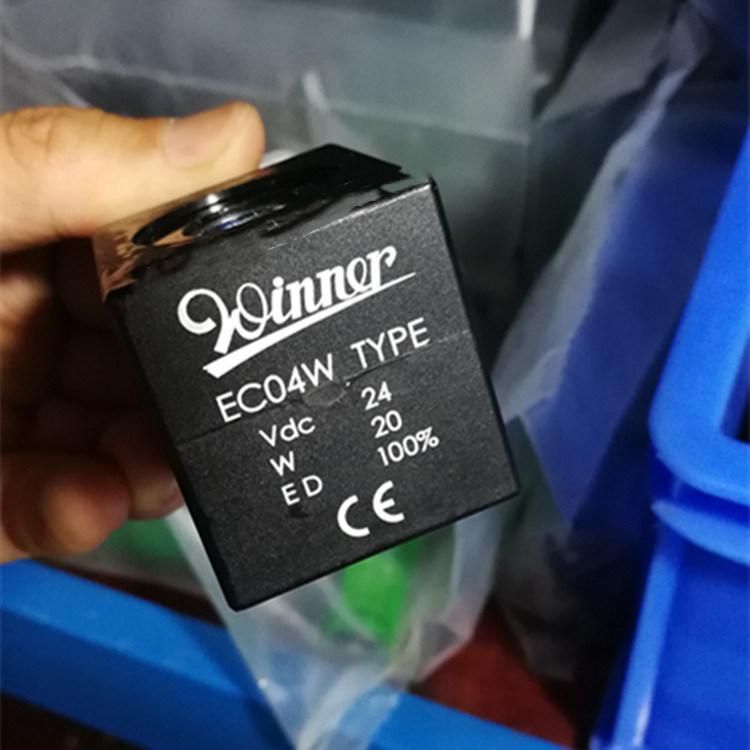 Winner
EC04W TYPE
Vdc 24
W 20
ED 100%
CE